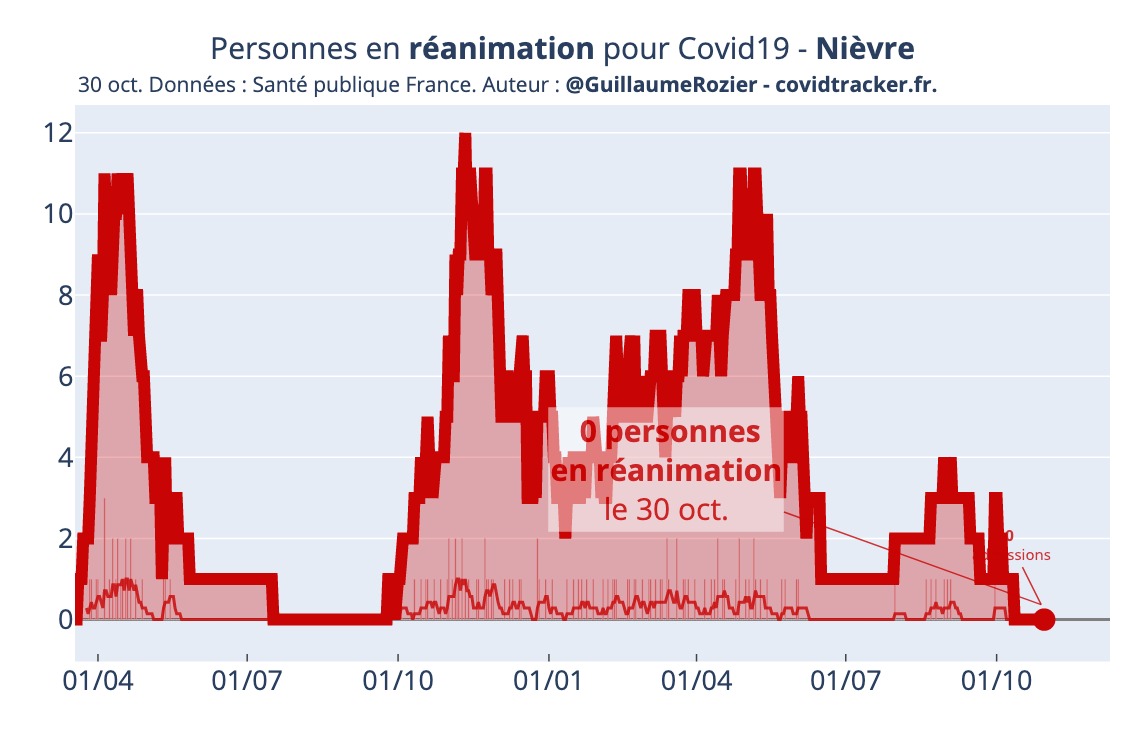 Personnes en réanimation pour Covid19 - Nièvre
30 oct. Données : Santé publique France. Auteur : @GuillaumeRozier - covidtracker.fr.
12
10
8
6
4
2
0
0 personnes
en réanimation
le 30 oct.
0
01/04 01/07 01/10 01/01 01/04 01/07 01/10